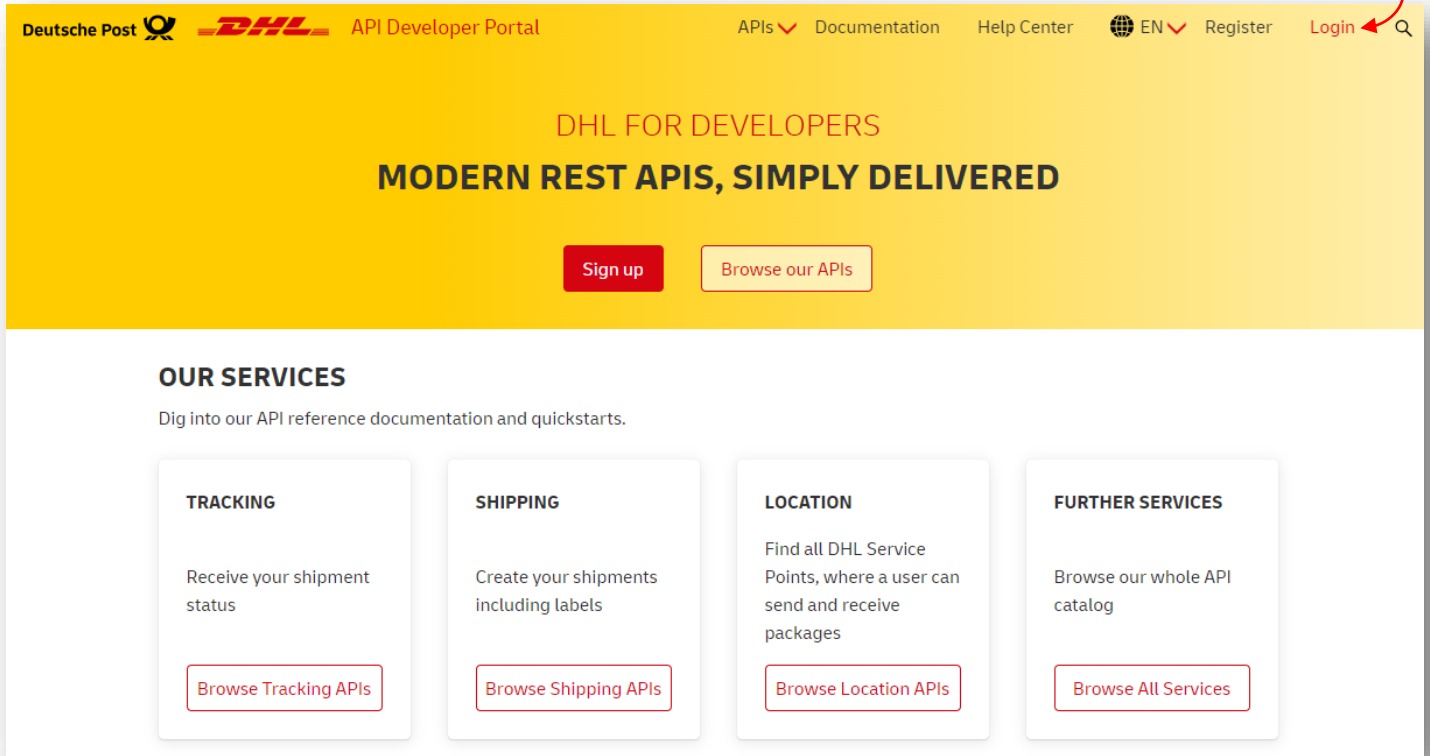 Deutsche Post DHL API Developer Portal APIs Documentation Help Center EN Register Login
DHL FOR DEVELOPERS
MODERN REST APIS, SIMPLY DELIVERED
Sign up Browse our APIs
OUR SERVICES
Dig into our API reference documentation and quickstarts.
TRACKING
Receive your shipment
status
Browse Tracking APIs
SHIPPING
Create your shipments
including labels
Browse Shipping APIs
LOCATION
Find all DHL Service
Points, where a user can
send and receive
packages
Browse Location APIs
FURTHER SERVICES
Browse our whole API
catalog
Browse All Services